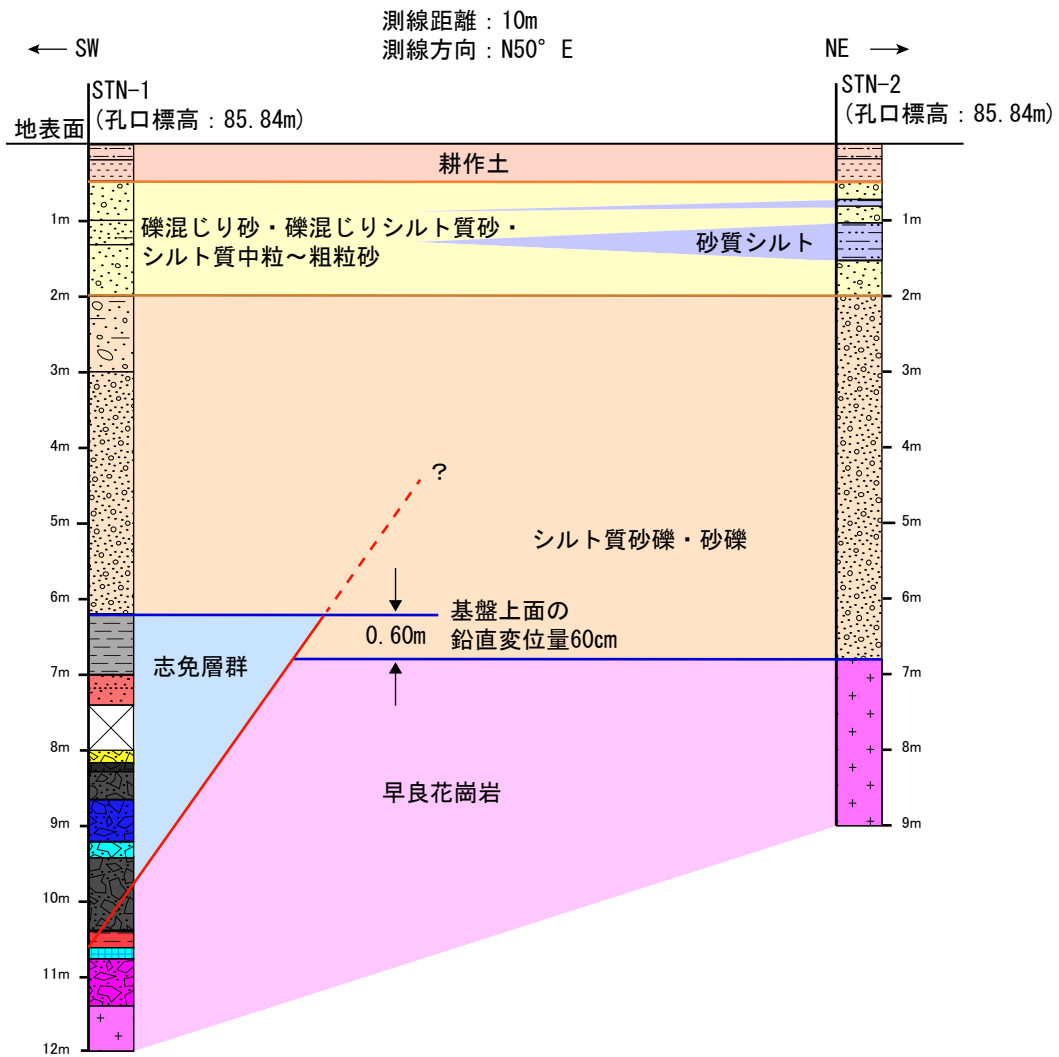 測線距離：10m
測線方向：N50° E
← SW
NE →
STN-1
(孔口標高：85.84m)
STN-2
(孔口標高：85.84m)
地表面
耕作土
1m
礫混じり砂・礫混じりシルト質砂・
シルト質中粒～粗粒砂
砂質シルト
1m
2m
2m
3m
3m
4m
4m
?
5m
シルト質砂礫・砂礫
5m
6m
6m
0.60m
基盤上面の
鉛直変位量60cm
志免層群
7m
7m
8m
8m
早良花崗岩
9m
9m
10m
11m
12m